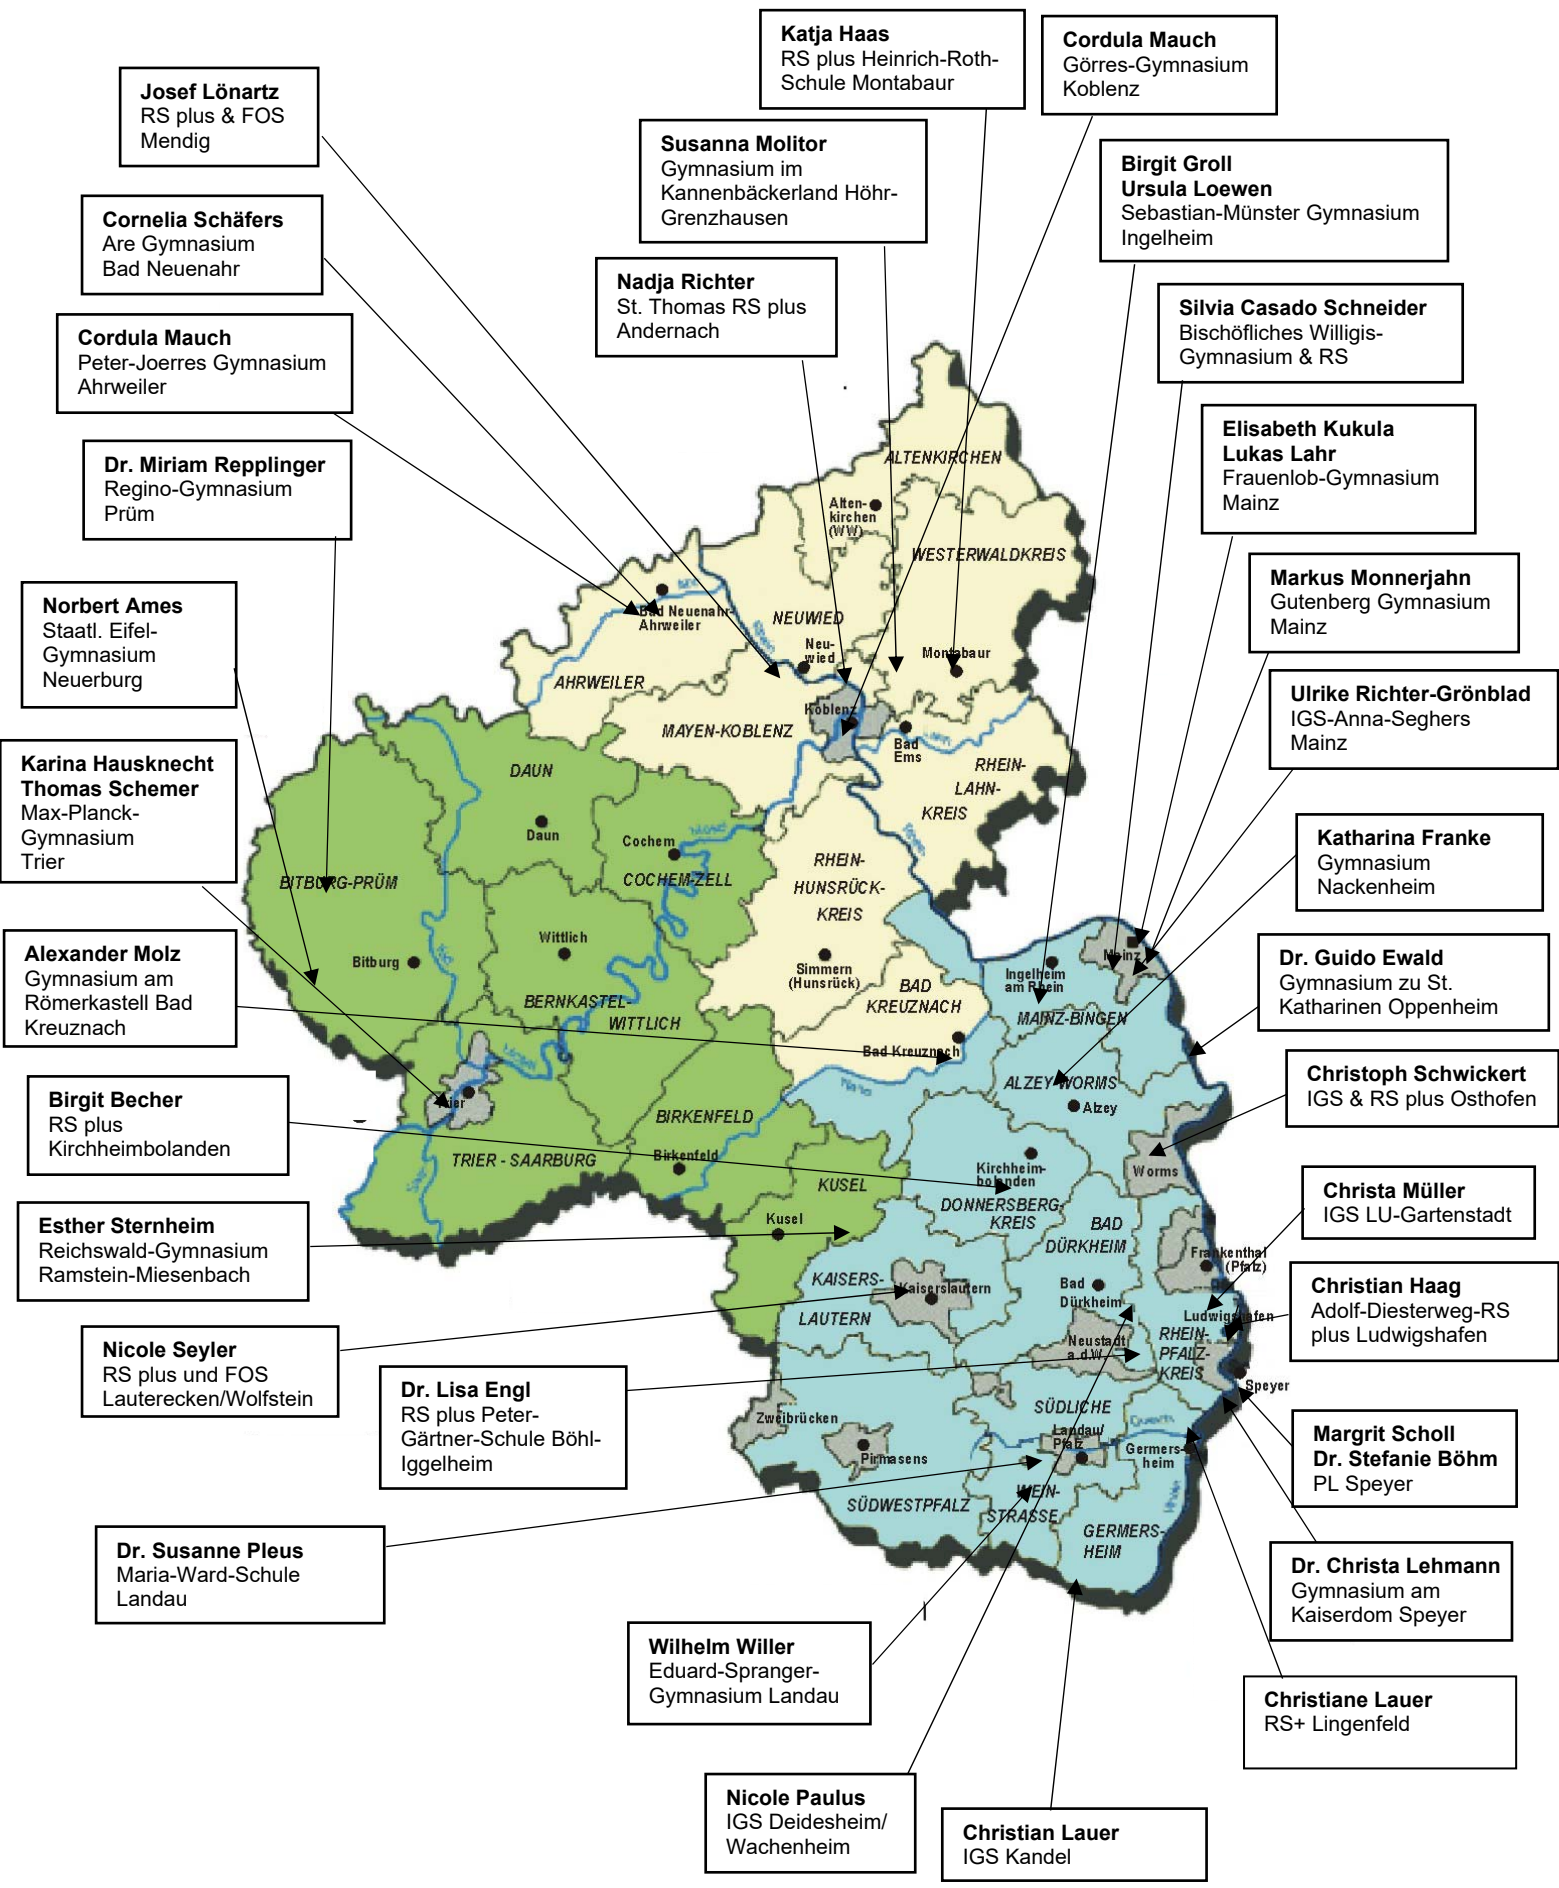 Katja Haas
RS plus Heinrich-Roth-
Schule Montabaur
Cordula Mauch
Görres-Gymnasium
Koblenz
Josef Lönartz
RS plus & FOS
Mendig
Susanna Molitor
Gymnasium im
Kannenbäckerland Höhr-
Grenzhausen
Birgit Groll
Ursula Loewen
Sebastian-Münster Gymnasium
Ingelheim
Cornelia Schäfers
Are Gymnasium
Bad Neuenahr
Nadja Richter
St. Thomas RS plus
Andernach
Silvia Casado Schneider
Bischöfliches Willigis-
Gymnasium & RS
Cordula Mauch
Peter-Joerres Gymnasium
Ahrweiler
Elisabeth Kukula
Lukas Lahr
Frauenlob-Gymnasium
Mainz
Dr. Miriam Repplinger
Regino-Gymnasium
Prüm
Markus Monnerjahn
Gutenberg Gymnasium
Mainz
Norbert Ames
Staatl. Eifel-
Gymnasium
Neuerburg
Ulrike Richter-Grönblad
IGS-Anna-Seghers
Mainz
Karina Hausknecht
Thomas Schemer
Max-Planck-
Gymnasium
Trier
Katharina Franke
Gymnasium
Nackenheim
Alexander Molz
Gymnasium am
Römerkastell Bad
Kreuznach
Dr. Guido Ewald
Gymnasium zu St.
Katharinen Oppenheim
Birgit Becher
RS plus
Kirchheimbolanden
Christoph Schwickert
IGS & RS plus Osthofen
Christa Müller
IGS LU-Gartenstadt
Esther Sternheim
Reichswald-Gymnasium
Ramstein-Miesenbach
Christian Haag
Adolf-Diesterweg-RS
plus Ludwigshafen
Nicole Seyler
RS plus und FOS
Lauterecken/Wolfstein
Dr. Lisa Engl
RS plus Peter-
Gärtner-Schule Böhl-
Iggelheim
Margrit Scholl
Dr. Stefanie Böhm
PL Speyer
Dr. Susanne Pleus
Maria-Ward-Schule
Landau
Dr. Christa Lehmann
Gymnasium am
Kaiserdom Speyer
Wilhelm Willer
Eduard-Spranger-
Gymnasium Landau
Christiane Lauer
RS+ Lingenfeld
Nicole Paulus
IGS Deidesheim/
Wachenheim
Christian Lauer
IGS Kandel
ALTENKIRCHEN
Alten-
kirchen
(WW)
WESTERWALDKREIS
Bad Neuenahr-
Ahrweiler
NEUWIED
Rhein
Neu-
wied
Montabaur
AHRWEILER
Koblenz
MAYEN-KOBLENZ
Bad
Ems
Lahn
RHEIN-
LAHN-
KREIS
DAUN
Daun
Cochem
Mosel
COCHEM-ZELL
Rhein
RHEIN-
HUNSRÜCK-
KREIS
BITBURG-PRÜM
Wittlich
Bitburg
Simmern
(Hunsrück)
Mainz
Ingelheim
am Rhein
BAD
KREUZNACH
BERNKASTEL-
WITTLICH
MAINZ-BINGEN
Bad Kreuznach
Nahe
ALZEY-WORMS
Alzey
Trier
BIRKENFELD
Birkenfeld
TRIER - SAARBURG
Saar
KUSEL
Kusel
Kirchheim-
bolanden
DONNERSBERG-
KREIS
Worms
BAD
DÜRKHEIM
Frankenthal
(Pfalz)
KAISERS-
LAUTERN
Kaiserslautern
Bad
Dürkheim
Ludwigshafen
RHEIN-
PFALZ-
KREIS
Neustadt
a.d.W.
Speyer
SÜDLICHE
WEIN-
STRASSE
Zweibrücken
Pirmasens
Landau/
Pfalz
Queich
Germers-
heim
Rhein
SÜDWESTPFALZ
GERMERS-
HEIM